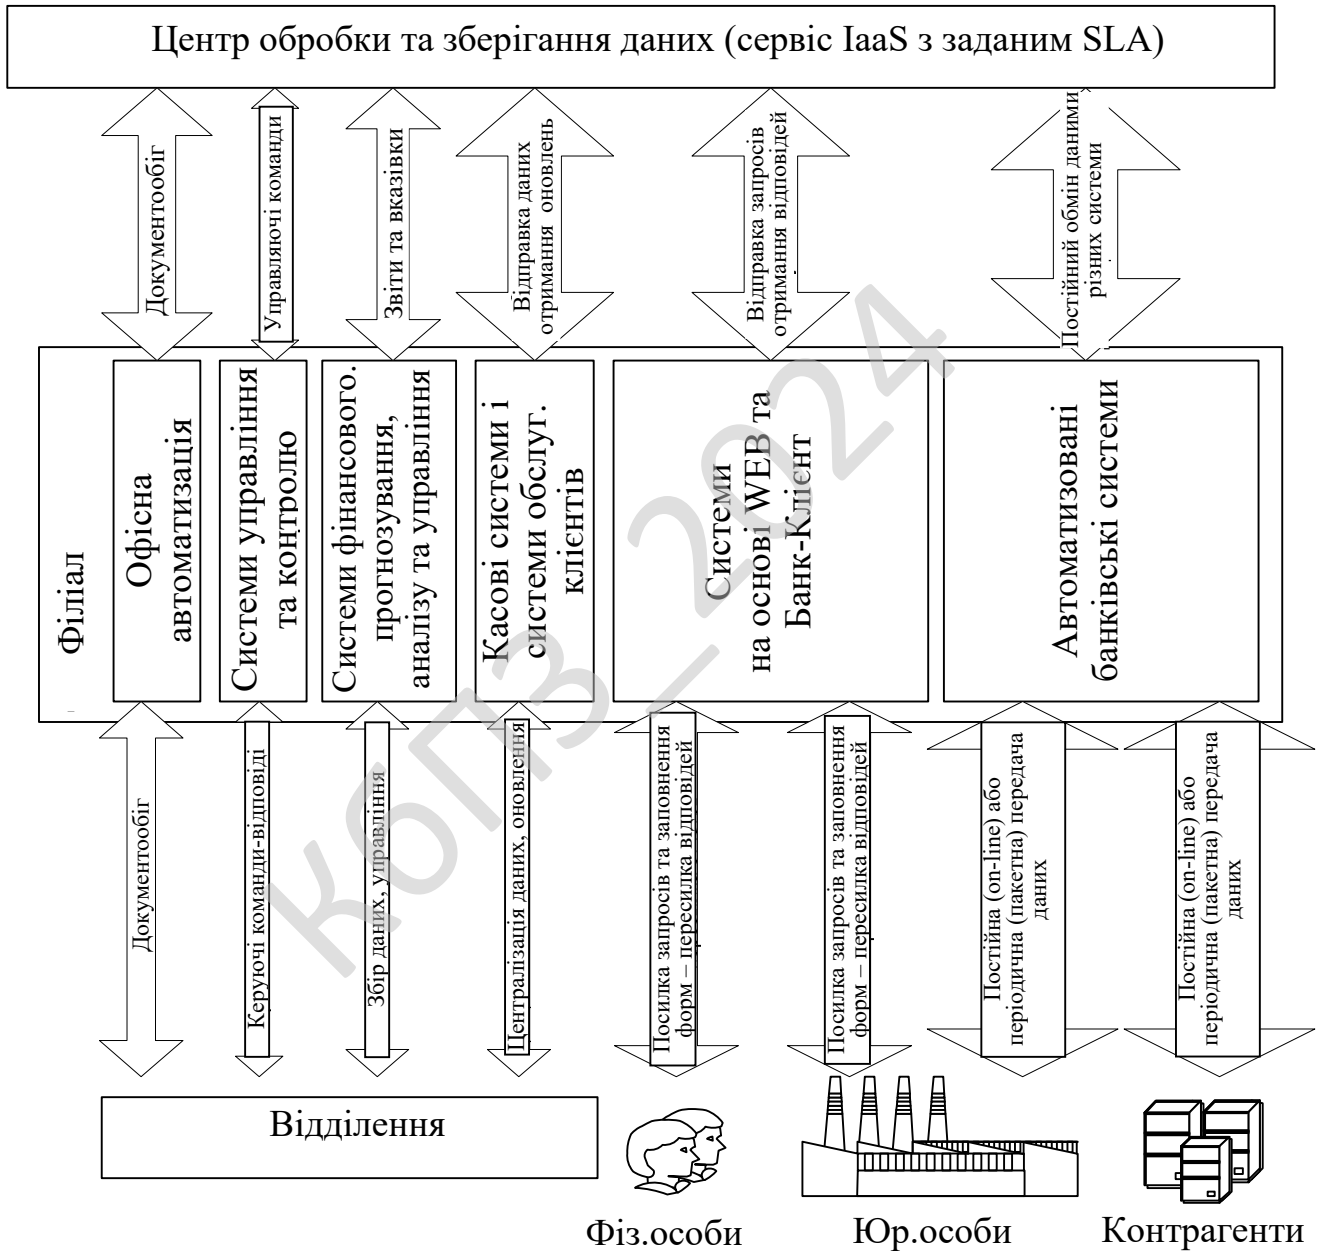 Центр обробки та зберігання даних (сервіс IaaS з заданим SLA)
Документообіг
Управляючі команди
Звіти та вказівки
Відправка даних
отримання оновлень
Відправка запросів
отримання відповідей
Постійний обмін даними
різних системи
Філіал
Офісна
автоматизація
Системи управління
та контролю
Системи фінансового.
прогнозування,
аналізу та управління
Касові системи і
системи обслуг.
клієнтів
Системи
на основі WEB та
Банк-Клієнт
Автоматизовані
банківські системи
Документообіг
Керуючі команди-відповіді
Збір даних, управління
Централізація даних, оновлення
Посилка запросів та заповнення
форм – пересилка відповідей
Посилка запросів та заповнення
форм – пересилка відповідей
Постійна (on-line) або
періодична (пакетна) передача
даних
Постійна (on-line) або
періодична (пакетна) передача
даних
Відділення
Фіз.особи
Юр.особи
Контрагенти
КБПЗ_2024